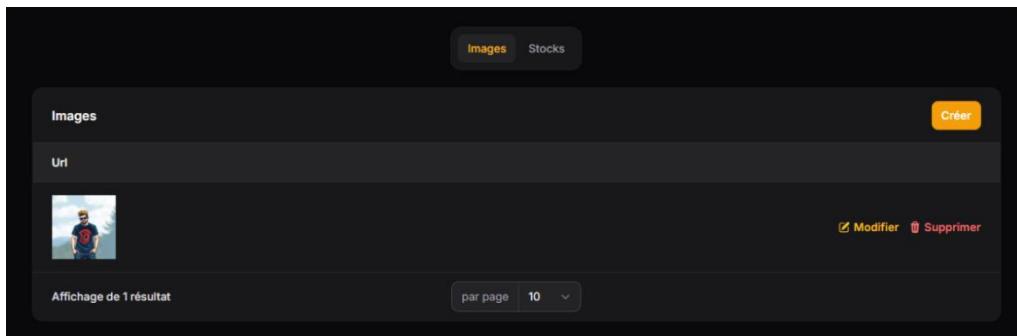 Images Stocks
Images Créer
Url
Modifier Supprimer
Affichage de 1 résultat par page 10